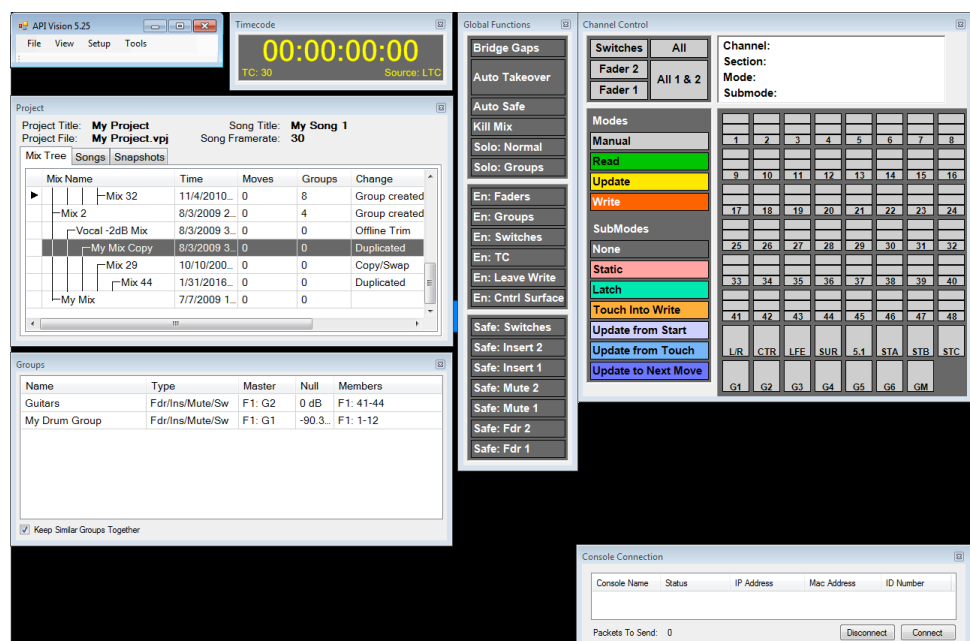 API Vision 5.25
File View Setup Tools
:
Timecode
00:00:00:00
TC: 30 Source: LTC
Project
Project Title: My Project Song Title: My Song 1
Project File: My Project.vpj Song Framerate: 30
Mix Tree Songs Snapshots
Mix Name Time Moves Groups Change
Mix 32 11/4/2010... 0 8 Group created
Mix 2 8/3/2009 2... 0 4 Group created
Vocal -2dB Mix 8/3/2009 3... 0 0 Offline Trim
My Mix Copy 8/3/2009 3... 0 0 Duplicated
Mix 29 10/10/200... 0 0 Copy/Swap
Mix 44 1/31/2016... 0 0 Duplicated
My Mix 7/7/2009 1... 0 0
Groups
Name Type Master Null Members
Guitars Fdr/Ins/Mute/Sw F1: G2 0 dB F1: 41-44
My Drum Group Fdr/Ins/Mute/Sw F1: G1 -90.3... F1: 1-12
Keep Similar Groups Together
Global Functions
Bridge Gaps
Auto Takeover
Auto Safe
Kill Mix
Solo: Normal
Solo: Groups
En: Faders
En: Groups
En: Switches
En: TC
En: Leave Write
En: Cntrl Surface
Safe: Switches
Safe: Insert 2
Safe: Insert 1
Safe: Mute 2
Safe: Mute 1
Safe: Fdr 2
Safe: Fdr 1
Channel Control
Switches All
Fader 2
All 1 & 2
Fader 1
Channel:
Section:
Mode:
Submode:
Modes
Manual
Read
Update
Write
SubModes
None
Static
Latch
Touch Into Write
Update from Start
Update from Touch
Update to Next Move
1 2 3 4 5 6 7 8
9 10 11 12 13 14 15 16
17 18 19 20 21 22 23 24
25 26 27 28 29 30 31 32
33 34 35 36 37 38 39 40
41 42 43 44 45 46 47 48
L/R CTR LFE SUR 5.1 STA STB STC
G1 G2 G3 G4 G5 G6 GM
Console Connection
Console Name Status IP Address Mac Address ID Number
Packets To Send: 0 Disconnect Connect